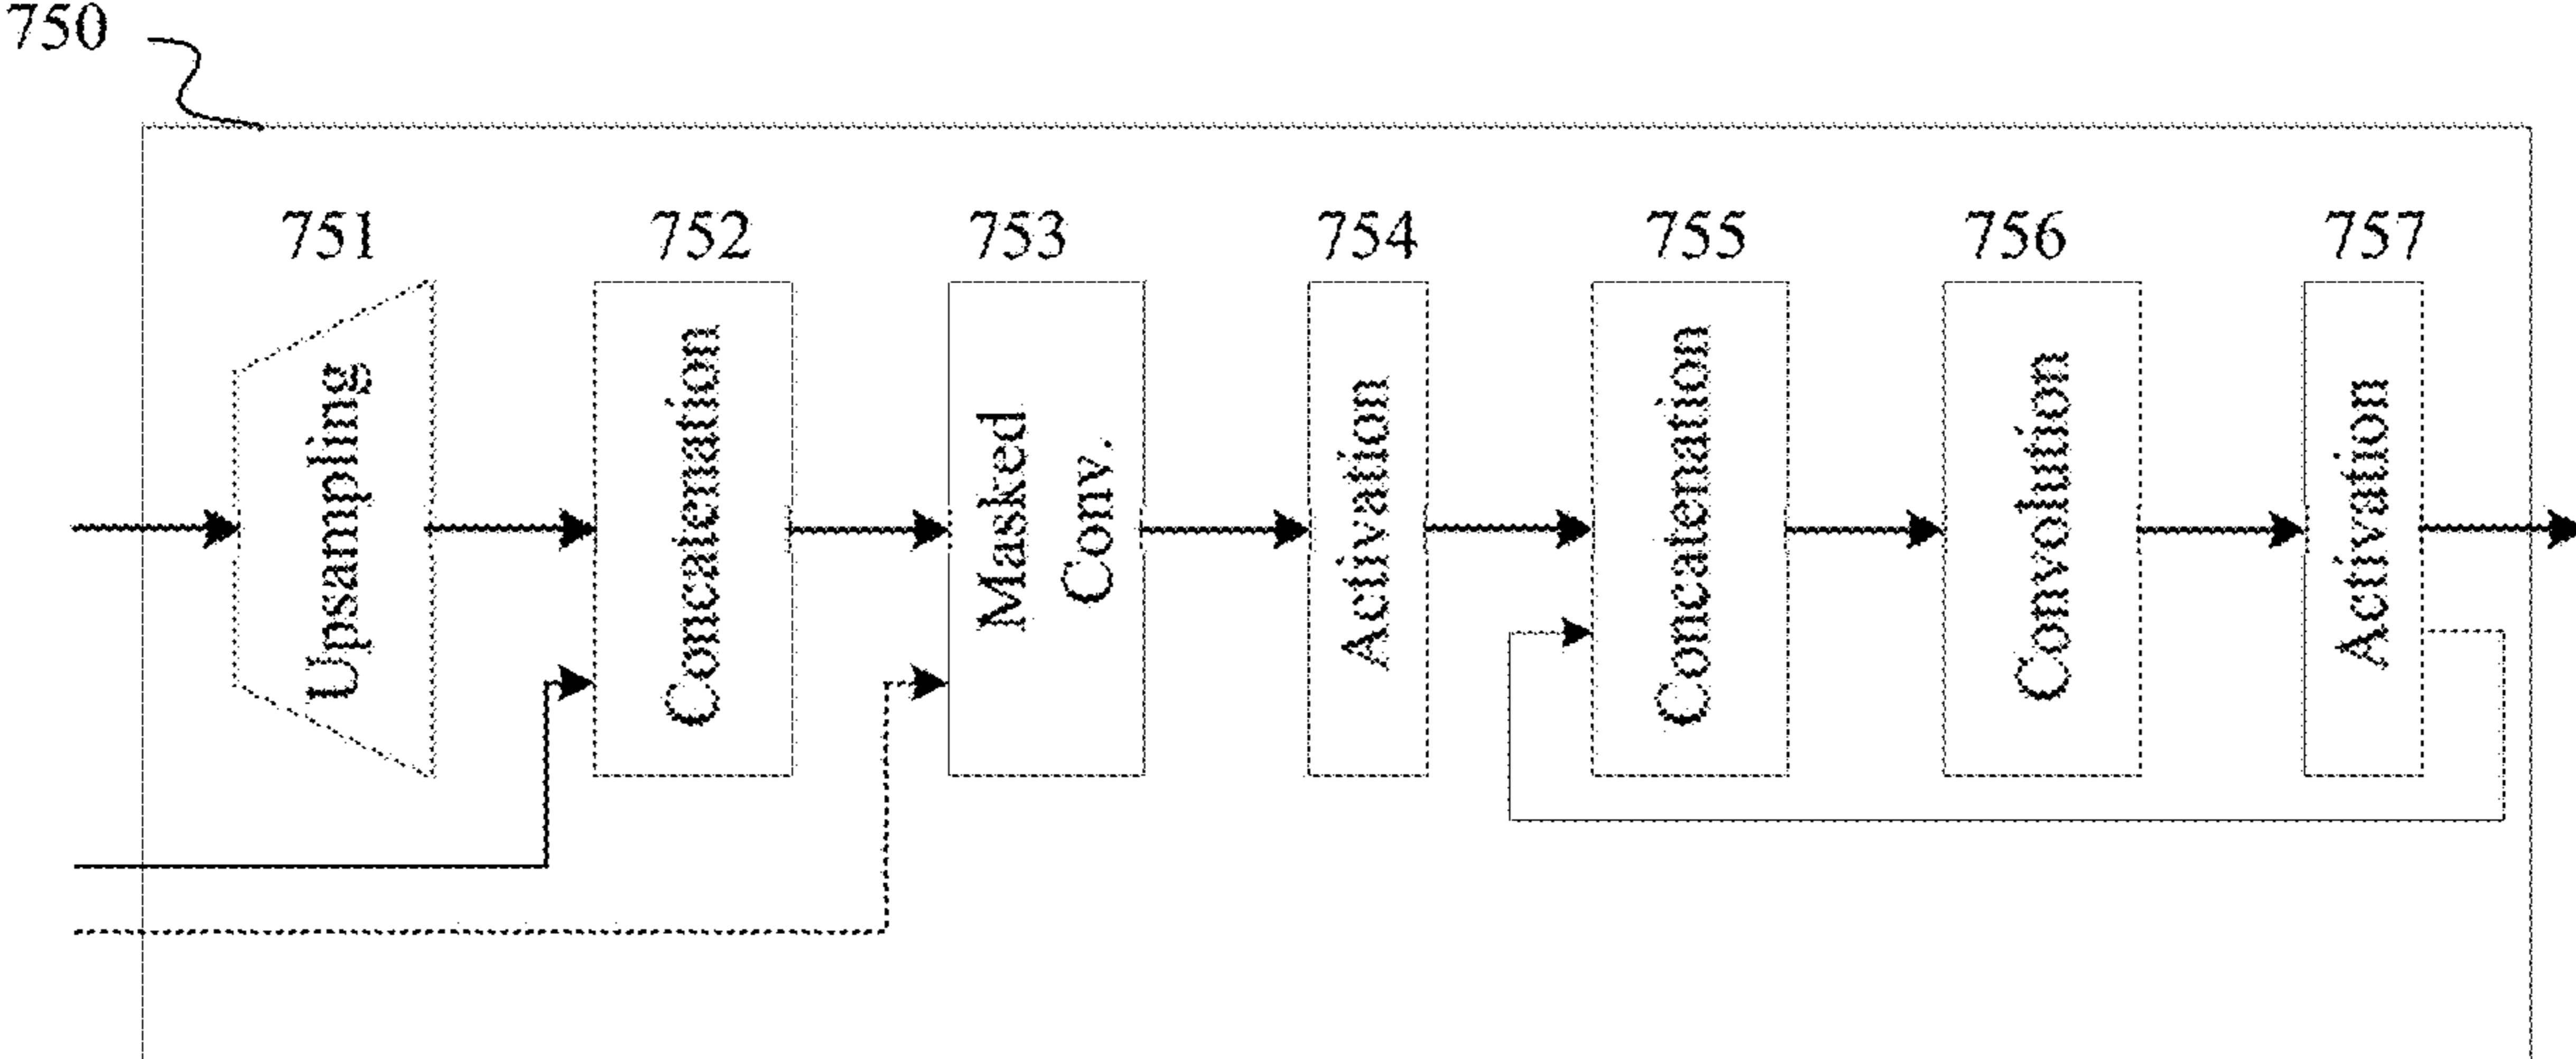 750
751
752
753
754
755
756
757
Upsampling
Concatenation
Masked
Conv.
Activation
Concatenation
Convolution
Activation